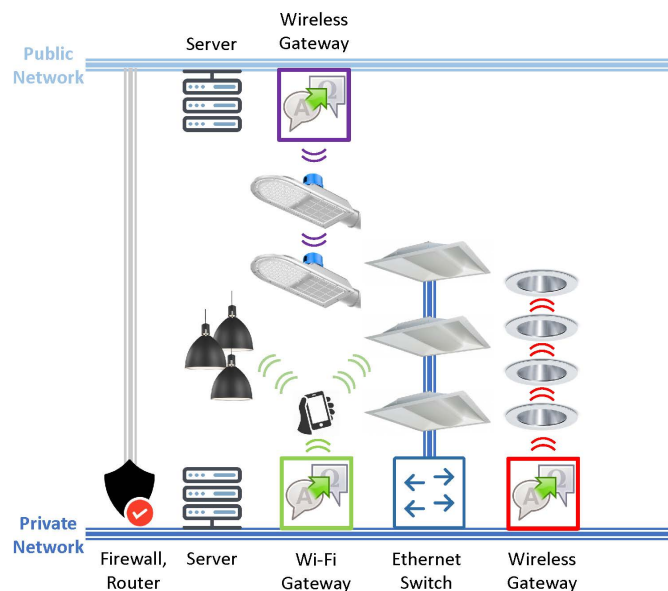 Wireless
Gateway
Server
Public
Network
A Ω
A Ω
A Ω
Private
Network
Firewall,
Router
Server
Wi-Fi
Gateway
Ethernet
Switch
Wireless
Gateway